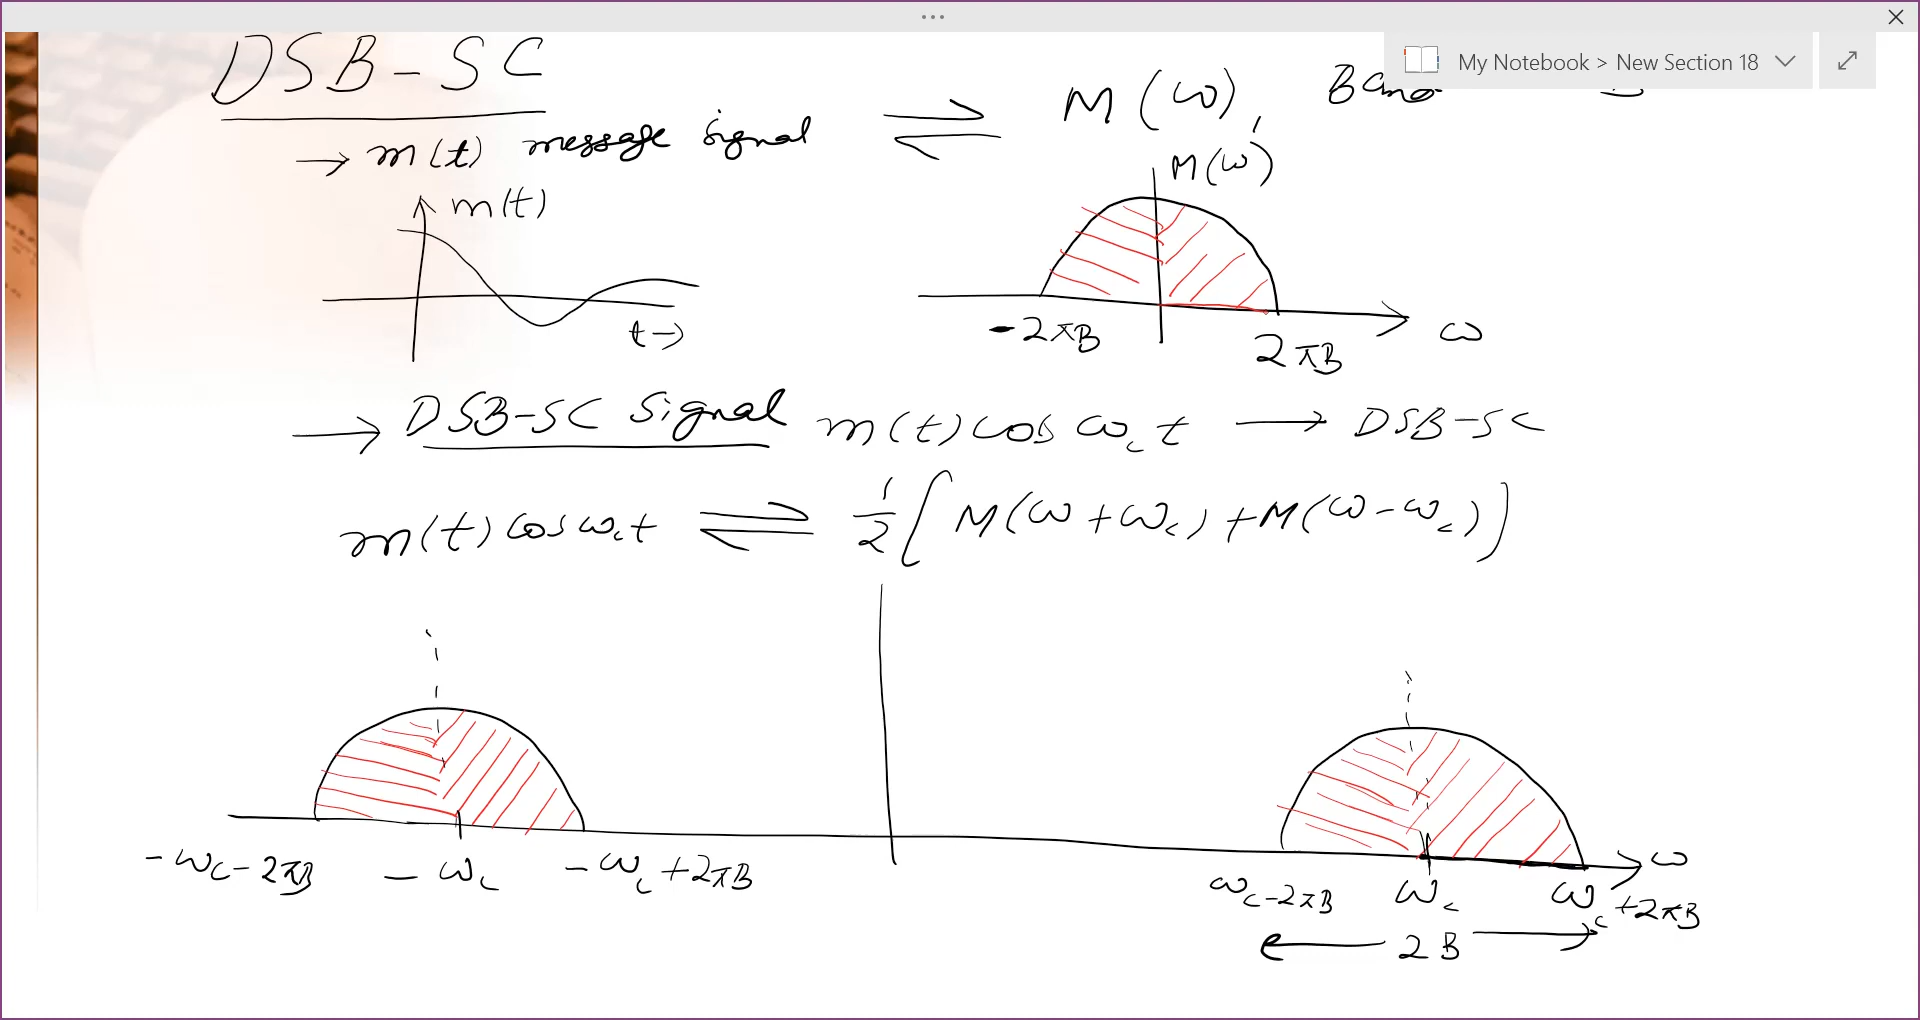 My Notebook > New Section 18
DSB-SC
→ m(t) message signal ⇌ M(ω),
m(t)
M(ω)
t→
-2πB
2πB
ω
→ DSB-SC Signal m(t) cos ω_c t → DSB-SC
m(t) cos ω_c t ⇌ 1/2 [M(ω+ω_c) + M(ω-ω_c)]
ω
-ω_c-2πB
-ω_c
-ω_c+2πB
ω_c-2πB
ω_c
ω_c+2πB
← 2B →